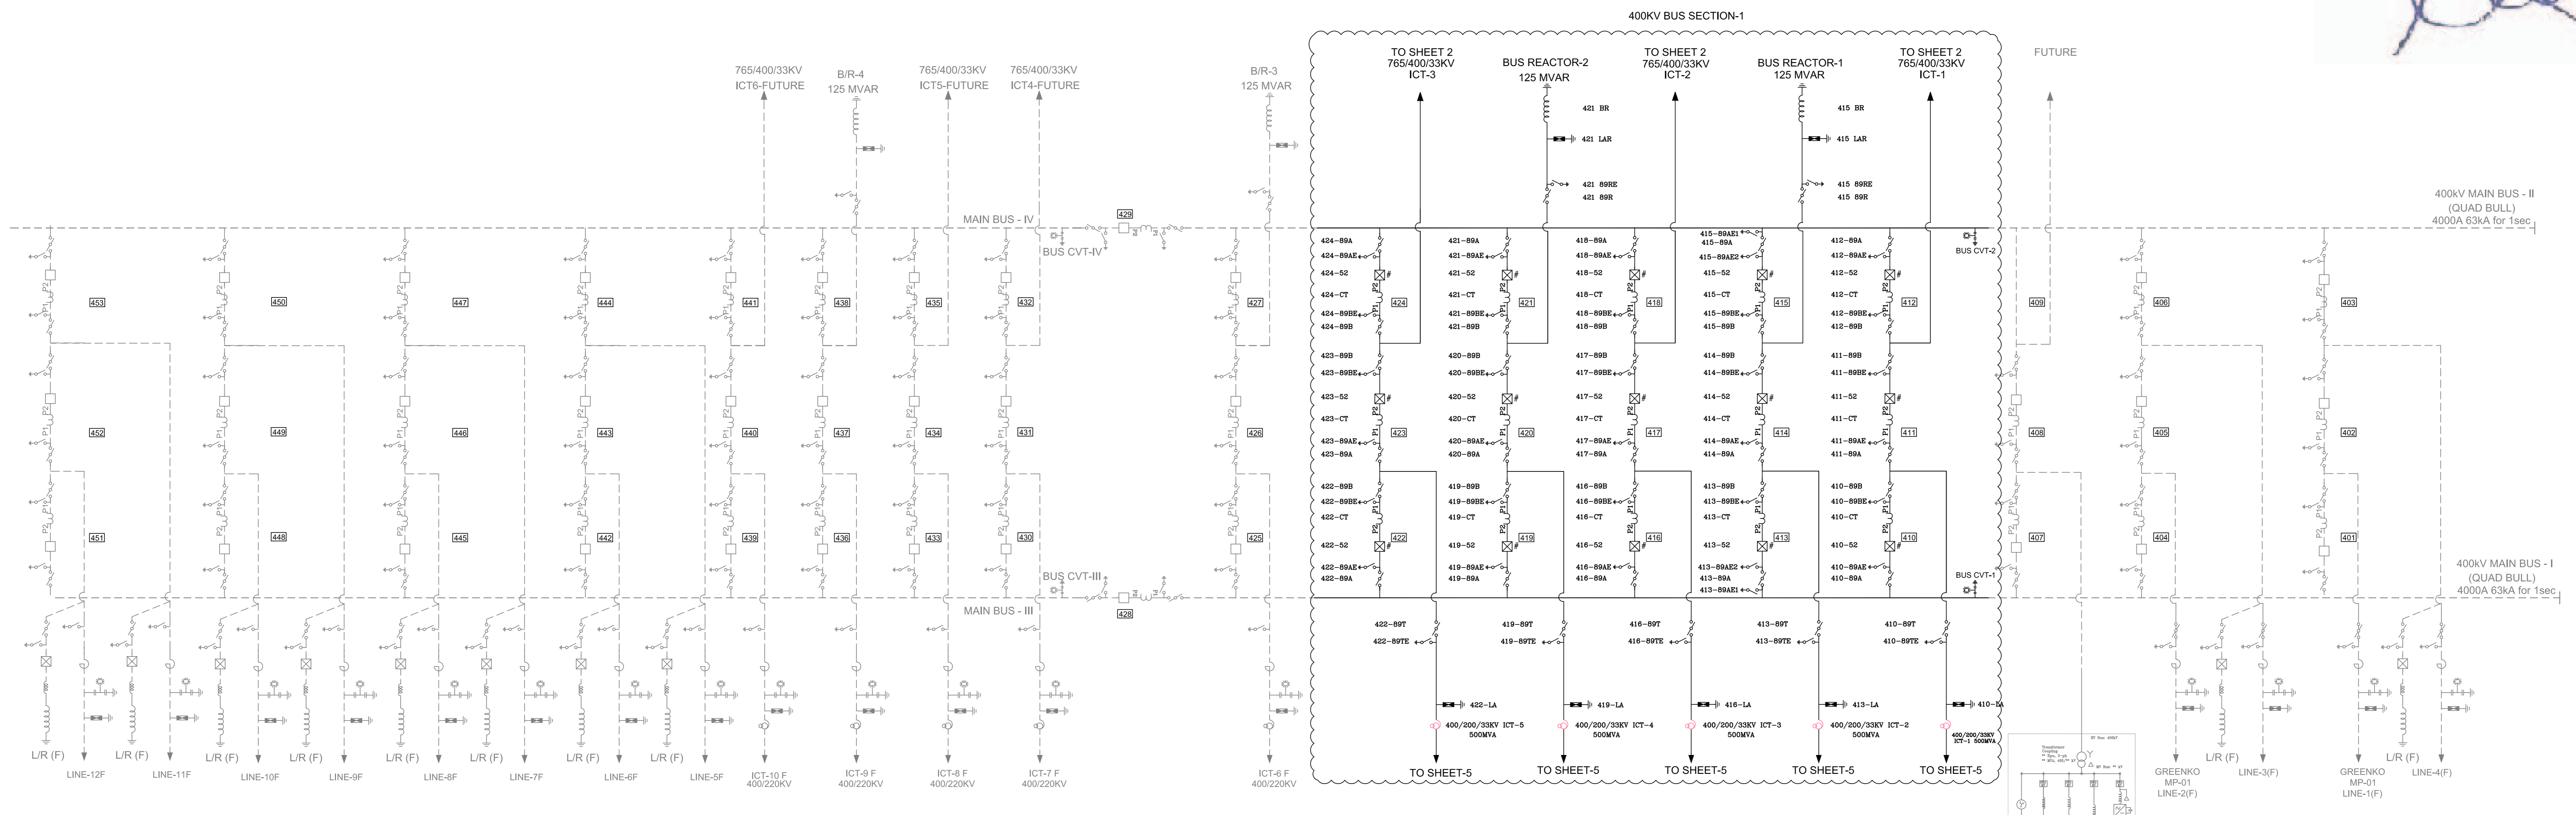 400KV BUS SECTION-1
765/400/33KV
ICT6-FUTURE
B/R-4
125 MVAR
765/400/33KV
ICT5-FUTURE
765/400/33KV
ICT4-FUTURE
B/R-3
125 MVAR
TO SHEET 2
765/400/33KV
ICT-3
BUS REACTOR-2
125 MVAR
TO SHEET 2
765/400/33KV
ICT-2
BUS REACTOR-1
125 MVAR
TO SHEET 2
765/400/33KV
ICT-1
FUTURE
421 BR
421 LAR
421 89RE
421 89R
415 BR
415 LAR
415 89RE
415 89R
400kV MAIN BUS - II
(QUAD BULL)
4000A 63kA for 1sec
MAIN BUS - IV
BUS CVT-IV
429
BUS CVT-2
453
450
447
444
441
438
435
432
427
424-89A
424-89AE
424-52
424-CT
424-89BE
424-89B
424
421-89A
421-89AE
421-52
421-CT
421-89BE
421-89B
421
418-89A
418-89AE
418-52
418-CT
418-89BE
418-89B
418
415-89AE1
415-89A
415-89AE2
415-52
415-CT
415-89BE
415-89B
415
412-89A
412-89AE
412-52
412-CT
412-89BE
412-89B
412
409
406
403
452
449
446
443
440
437
434
431
426
423-89B
423-89BE
423-52
423-CT
423-89AE
423-89A
423
420-89B
420-89BE
420-52
420-CT
420-89AE
420-89A
420
417-89B
417-89BE
417-52
417-CT
417-89AE
417-89A
417
414-89B
414-89BE
414-52
414-CT
414-89AE
414-89A
414
411-89B
411-89BE
411-52
411-CT
411-89AE
411-89A
411
408
405
402
451
448
445
442
439
436
433
430
425
422-89B
422-89BE
422-CT
422-52
422-89AE
422-89A
422
419-89B
419-89BE
419-CT
419-52
419-89AE
419-89A
419
416-89B
416-89BE
416-CT
416-52
416-89AE
416-89A
416
413-89B
413-89BE
413-CT
413-52
413-89AE2
413-89A
413-89AE1
413
410-89B
410-89BE
410-CT
410-52
410-89AE
410-89A
410
407
404
401
BUS CVT-III
MAIN BUS - III
428
BUS CVT-1
400kV MAIN BUS - I
(QUAD BULL)
4000A 63kA for 1sec
422-89T
422-89TE
419-89T
419-89TE
416-89T
416-89TE
413-89T
413-89TE
410-89T
410-89TE
422-LA
419-LA
416-LA
413-LA
410-LA
400/200/33KV ICT-5
500MVA
400/200/33KV ICT-4
500MVA
400/200/33KV ICT-3
500MVA
400/200/33KV ICT-2
500MVA
400/200/33KV
ICT-1 500MVA
TO SHEET-5
TO SHEET-5
TO SHEET-5
TO SHEET-5
TO SHEET-5
L/R (F)
LINE-12F
L/R (F)
LINE-11F
L/R (F)
LINE-10F
L/R (F)
LINE-9F
L/R (F)
LINE-8F
L/R (F)
LINE-7F
L/R (F)
LINE-6F
L/R (F)
LINE-5F
ICT-10 F
400/220KV
ICT-9 F
400/220KV
ICT-8 F
400/220KV
ICT-7 F
400/220KV
ICT-6 F
400/220KV
Transformer
Coupling
GREENKO
MP-01
LINE-2(F)
L/R (F)
LINE-3(F)
GREENKO
MP-01
LINE-1(F)
L/R (F)
LINE-4(F)